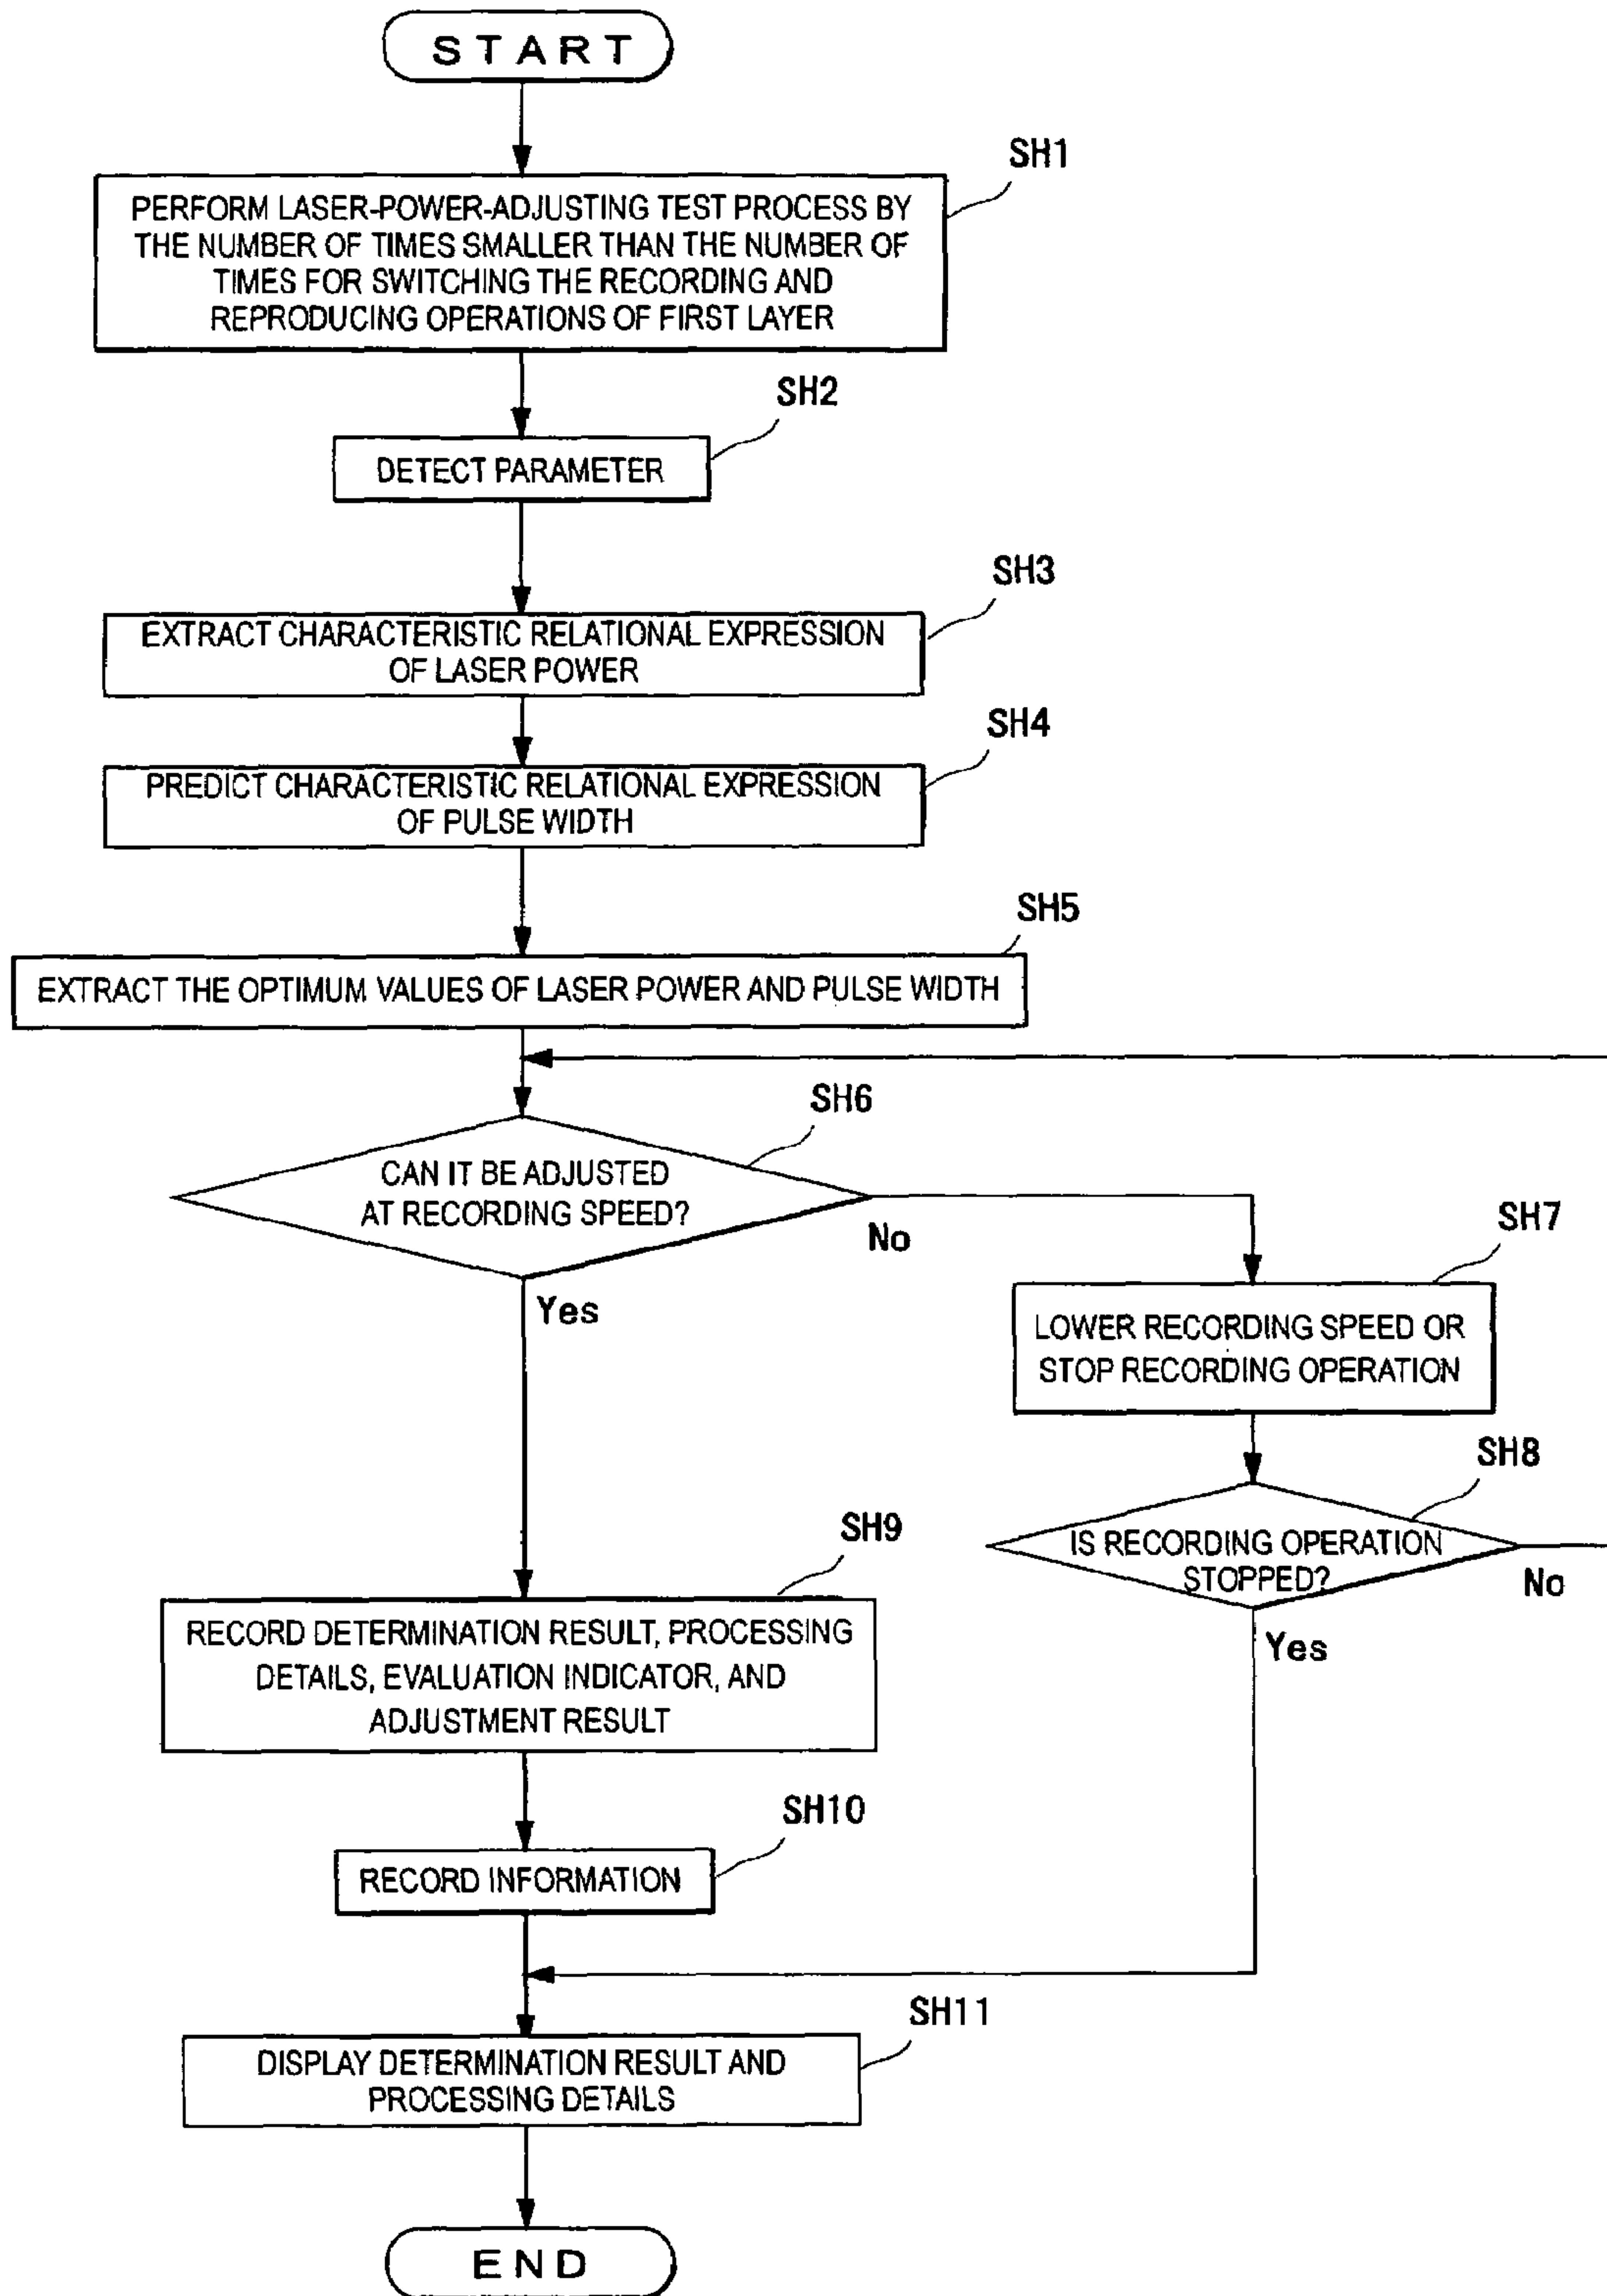 START
SH1
PERFORM LASER-POWER-ADJUSTING TEST PROCESS BY
THE NUMBER OF TIMES SMALLER THAN THE NUMBER OF
TIMES FOR SWITCHING THE RECORDING AND
REPRODUCING OPERATIONS OF FIRST LAYER
SH2
DETECT PARAMETER
SH3
EXTRACT CHARACTERISTIC RELATIONAL EXPRESSION
OF LASER POWER
SH4
PREDICT CHARACTERISTIC RELATIONAL EXPRESSION
OF PULSE WIDTH
SH5
EXTRACT THE OPTIMUM VALUES OF LASER POWER AND PULSE WIDTH
SH6
CAN IT BE ADJUSTED
AT RECORDING SPEED?
No
Yes
SH7
LOWER RECORDING SPEED OR
STOP RECORDING OPERATION
SH8
IS RECORDING OPERATION
STOPPED?
No
Yes
SH9
RECORD DETERMINATION RESULT, PROCESSING
DETAILS, EVALUATION INDICATOR, AND
ADJUSTMENT RESULT
SH10
RECORD INFORMATION
SH11
DISPLAY DETERMINATION RESULT AND
PROCESSING DETAILS
END